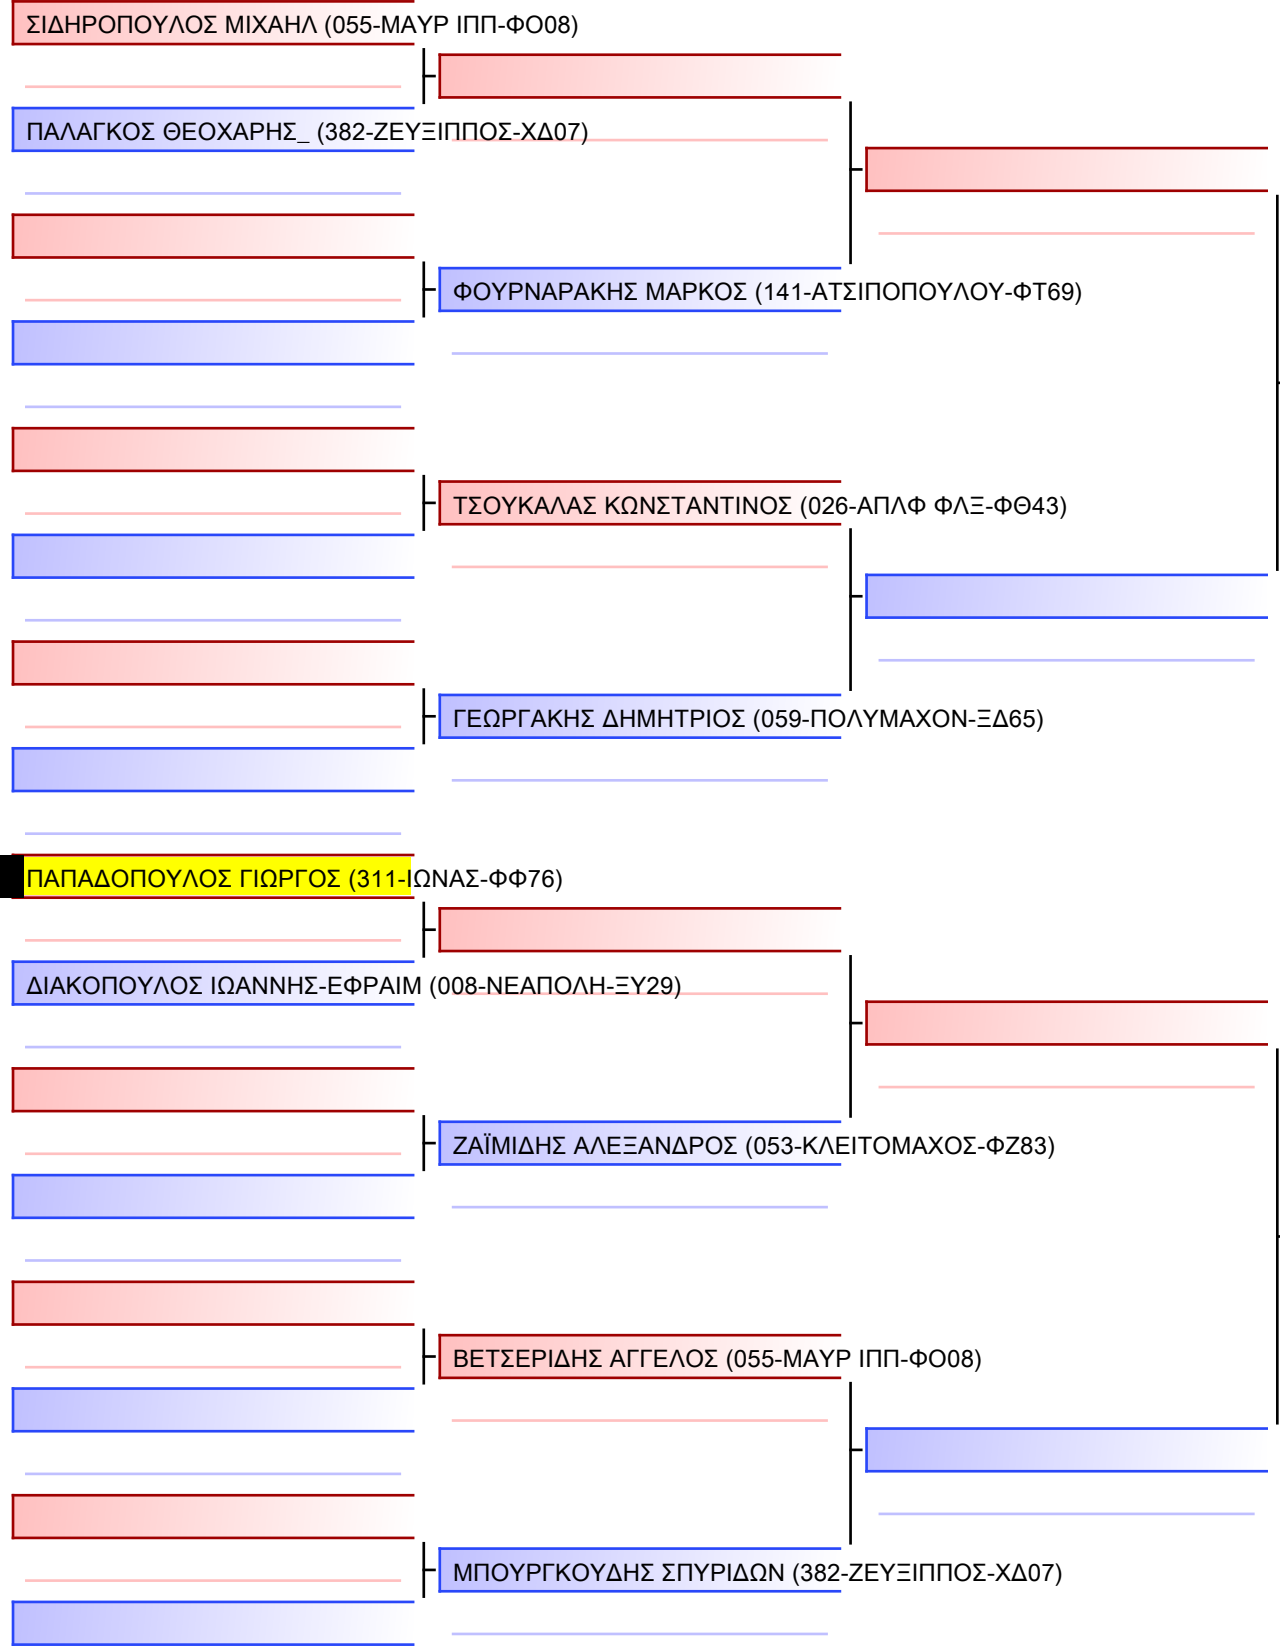 ΣΙΔΗΡΟΠΟΥΛΟΣ ΜΙΧΑΗΛ (055-ΜΑΥΡ ΙΠΠ-ΦΟ08)
ΠΑΛΑΓΚΟΣ ΘΕΟΧΑΡΗΣ_ (382-ΖΕΥΞΙΠΠΟΣ-ΧΔ07)
ΦΟΥΡΝΑΡΑΚΗΣ ΜΑΡΚΟΣ (141-ΑΤΣΙΠΟΠΟΥΛΟΥ-ΦΤ69)
ΤΣΟΥΚΑΛΑΣ ΚΩΝΣΤΑΝΤΙΝΟΣ (026-ΑΠΛΦ ΦΛΞ-ΦΘ43)
ΓΕΩΡΓΑΚΗΣ ΔΗΜΗΤΡΙΟΣ (059-ΠΟΛΥΜΑΧΟΝ-ΞΔ65)
ΠΑΠΑΔΟΠΟΥΛΟΣ ΓΙΩΡΓΟΣ (311-ΙΩΝΑΣ-ΦΦ76)
ΔΙΑΚΟΠΟΥΛΟΣ ΙΩΑΝΝΗΣ-ΕΦΡΑΙΜ (008-ΝΕΑΠΟΛΗ-ΞΥ29)
ΖΑΪΜΙΔΗΣ ΑΛΕΞΑΝΔΡΟΣ (053-ΚΛΕΙΤΟΜΑΧΟΣ-ΦΖ83)
ΒΕΤΣΕΡΙΔΗΣ ΑΓΓΕΛΟΣ (055-ΜΑΥΡ ΙΠΠ-ΦΟ08)
ΜΠΟΥΡΓΚΟΥΔΗΣ ΣΠΥΡΙΔΩΝ (382-ΖΕΥΞΙΠΠΟΣ-ΧΔ07)